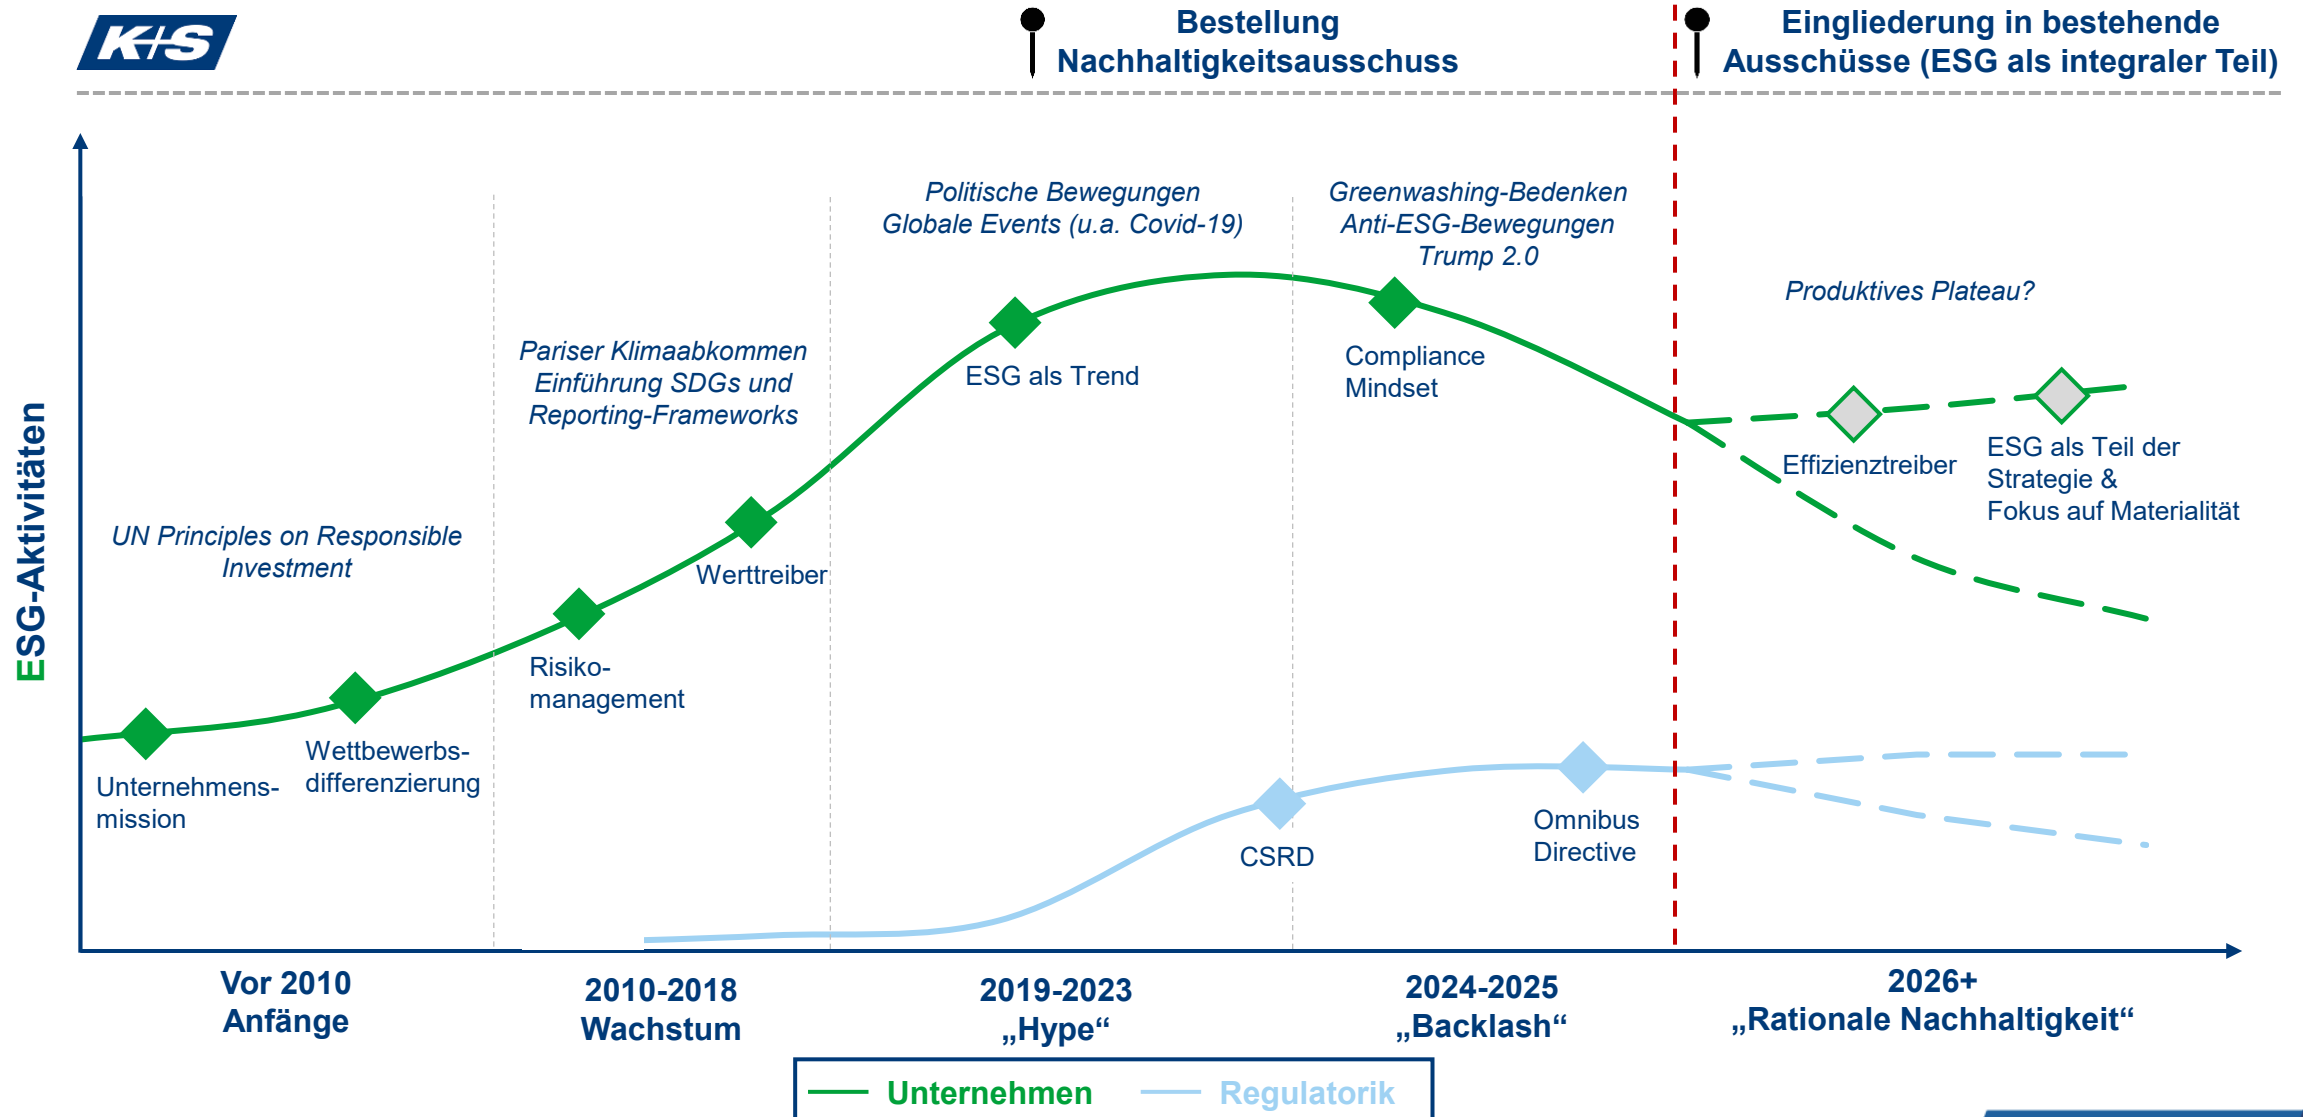 K+S
Bestellung
Nachhaltigkeitsausschuss
Eingliederung in bestehende
Ausschüsse (ESG als integraler Teil)
ESG-Aktivitäten
UN Principles on Responsible
Investment
Pariser Klimaabkommen
Einführung SDGs und
Reporting-Frameworks
Politische Bewegungen
Globale Events (u.a. Covid-19)
Greenwashing-Bedenken
Anti-ESG-Bewegungen
Trump 2.0
Produktives Plateau?
Unternehmens-
mission
Wettbewerbs-
differenzierung
Risiko-
management
Werttreiber
ESG als Trend
Compliance
Mindset
Effizienztreiber
ESG als Teil der
Strategie &
Fokus auf Materialität
CSRD
Omnibus
Directive
Vor 2010
Anfänge
2010-2018
Wachstum
2019-2023
„Hype“
2024-2025
„Backlash“
2026+
„Rationale Nachhaltigkeit“
Unternehmen
Regulatorik